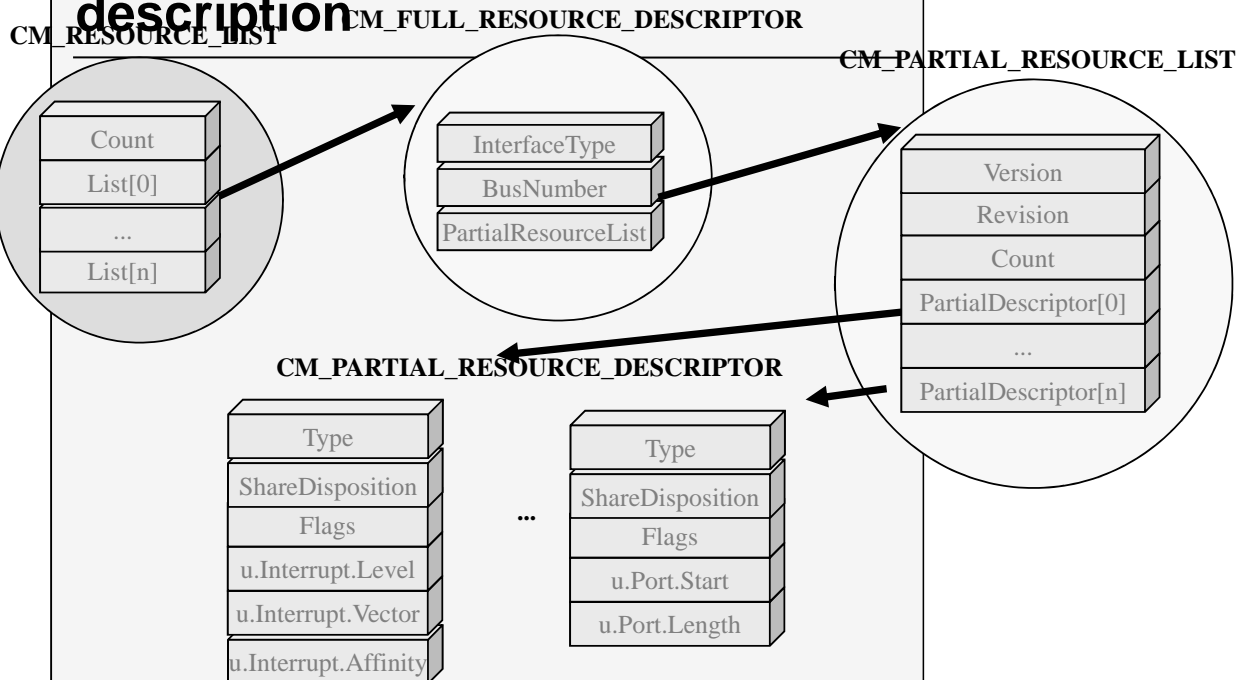 description
CM_RESOURCE_LIST
CM_FULL_RESOURCE_DESCRIPTOR
CM_PARTIAL_RESOURCE_LIST
Count
List[0]
...
List[n]
InterfaceType
BusNumber
PartialResourceList
Version
Revision
Count
PartialDescriptor[0]
...
PartialDescriptor[n]
CM_PARTIAL_RESOURCE_DESCRIPTOR
Type
ShareDisposition
Flags
u.Interrupt.Level
u.Interrupt.Vector
u.Interrupt.Affinity
...
Type
ShareDisposition
Flags
u.Port.Start
u.Port.Length